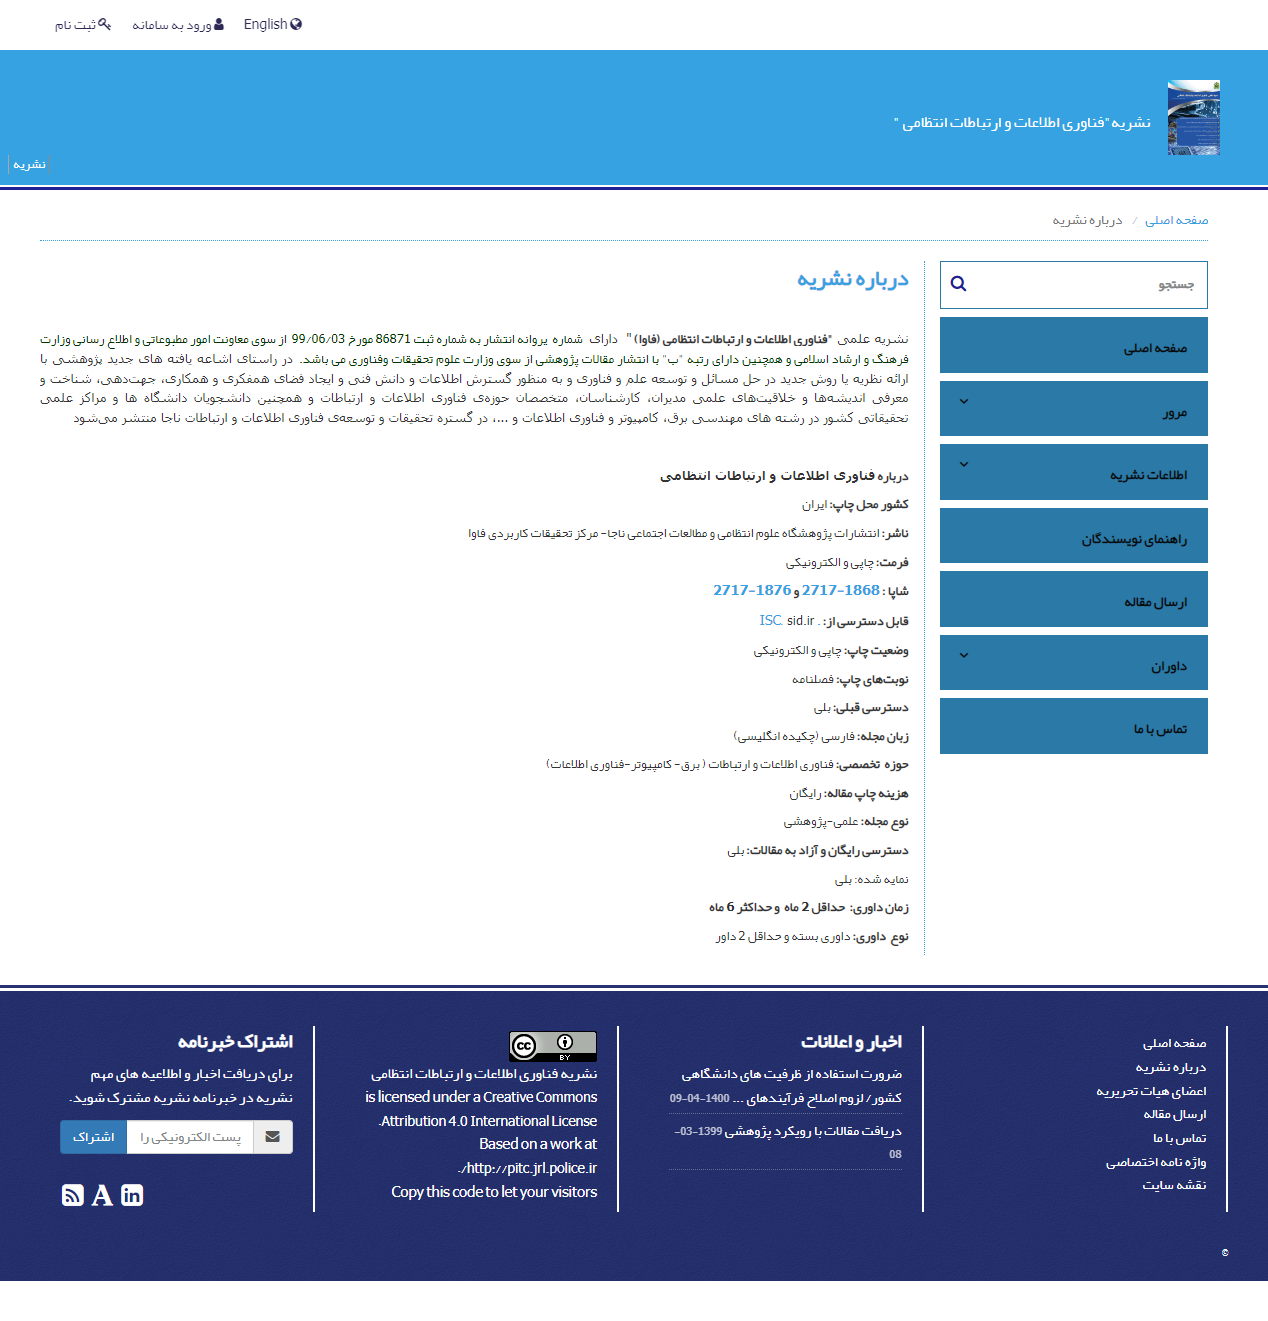 English
ورود به سامانه
ثبت نام
نشریه"فناوری اطلاعات و ارتباطات انتظامی "
نشریه
صفحه اصلی / درباره نشریه
جستجو
صفحه اصلی
مرور
اطلاعات نشریه
راهنمای نویسندگان
ارسال مقاله
داوران
تماس با ما
درباره نشریه
نشریه علمی "فناوری اطلاعات و ارتباطات انتظامی (فاوا) " دارای شماره پروانه انتشار به شماره ثبت 86871 مورخ 99/06/03 از سوی معاونت امور مطبوعاتی و اطلاع رسانی وزارت
فرهنگ و ارشاد اسلامی و همچنین دارای رتبه "ب" با انتشار مقالات پژوهشی از سوی وزارت علوم تحقیقات وفناوری می باشد. در راستای اشاعه یافته های جدید پژوهشی با
ارائه نظریه یا روش جدید در حل مسائل و توسعه علم و فناوری و به منظور گسترش اطلاعات و دانش فنی و ایجاد فضای همفکری و همکاری، جهت‌دهی، شناخت و
معرفی اندیشه‌ها و خلاقیت‌های علمی مدیران، کارشناسان، متخصصان حوزه‌ی فناوری اطلاعات و ارتباطات و همچنین دانشجویان دانشگاه ها و مراکز علمی
تحقیقاتی کشور در رشته های مهندسی برق، کامپیوتر و فناوری اطلاعات و ...، در گستره تحقیقات و توسعه‌ی فناوری اطلاعات و ارتباطات ناجا منتشر می‌شود
درباره فناوری اطلاعات و ارتباطات انتظامی
کشور محل چاپ: ایران
ناشر: انتشارات پژوهشگاه علوم انتظامی و مطالعات اجتماعی ناجا- مرکز تحقیقات کاربردی فاوا
فرمت: چاپی و الکترونیکی
شاپا : 2717-1868 و 2717-1876
قابل دسترسی از: . ISC. sid.ir
وضعیت چاپ: چاپی و الکترونیکی
نوبت‌های چاپ: فصلنامه
دسترسی قبلی: بلی
زبان مجله: فارسی (چکیده انگلیسی)
حوزه تخصصی: فناوری اطلاعات و ارتباطات ( برق- کامپیوتر-فناوری اطلاعات)
هزینه چاپ مقاله: رایگان
نوع مجله: علمی-پژوهشی
دسترسی رایگان و آزاد به مقالات: بلی
نمایه شده: بلی
زمان داوری: حداقل 2 ماه و حداکثر 6 ماه
نوع داوری: داوری بسته و حداقل 2 داور
صفحه اصلی
درباره نشریه
اعضای هیات تحریریه
ارسال مقاله
تماس با ما
واژه نامه اختصاصی
نقشه سایت
اخبار و اعلانات
ضرورت استفاده از ظرفیت های دانشگاهی
کشور/ لزوم اصلاح فرآیندهای ... 1400-04-09
دریافت مقالات با رویکرد پژوهشی 1399-03-
08
cc BY
نشریه فناوری اطلاعات و ارتباطات انتظامی
is licensed under a Creative Commons
Attribution 4.0 International License.
Based on a work at
http://pitc.jrl.police.ir/.
Copy this code to let your visitors
اشتراک خبرنامه
برای دریافت اخبار و اطلاعیه های مهم
نشریه در خبرنامه نشریه مشترک شوید.
پست الکترونیکی را
اشتراک
©